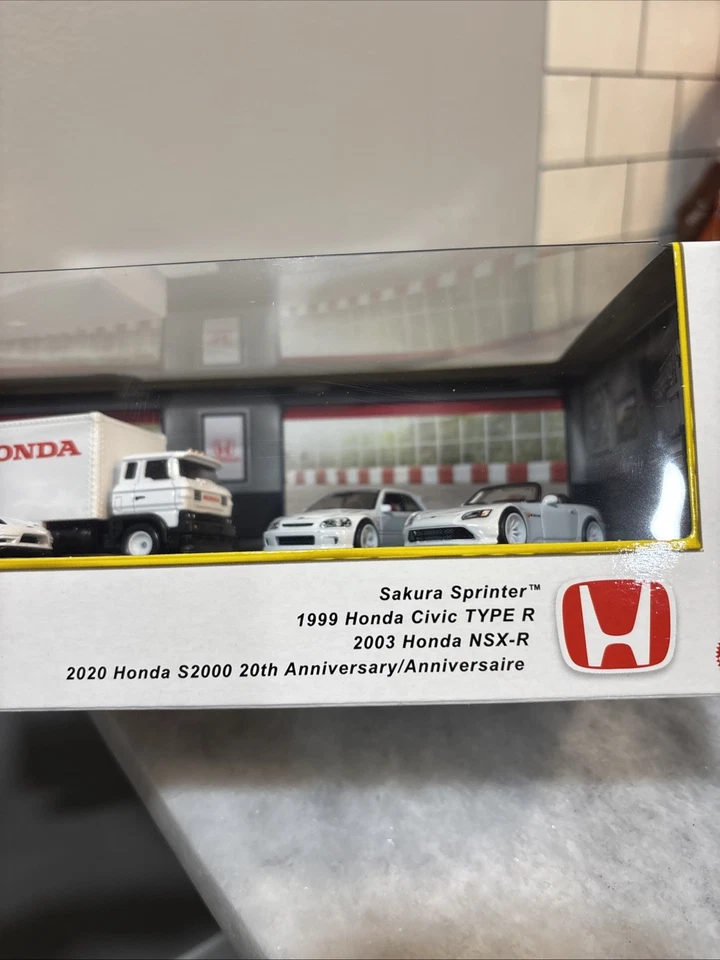 ONDA
Sakura Sprinter™
1999 Honda Civic TYPE R
2003 Honda NSX-R
2020 Honda S2000 20th Anniversary/Anniversaire